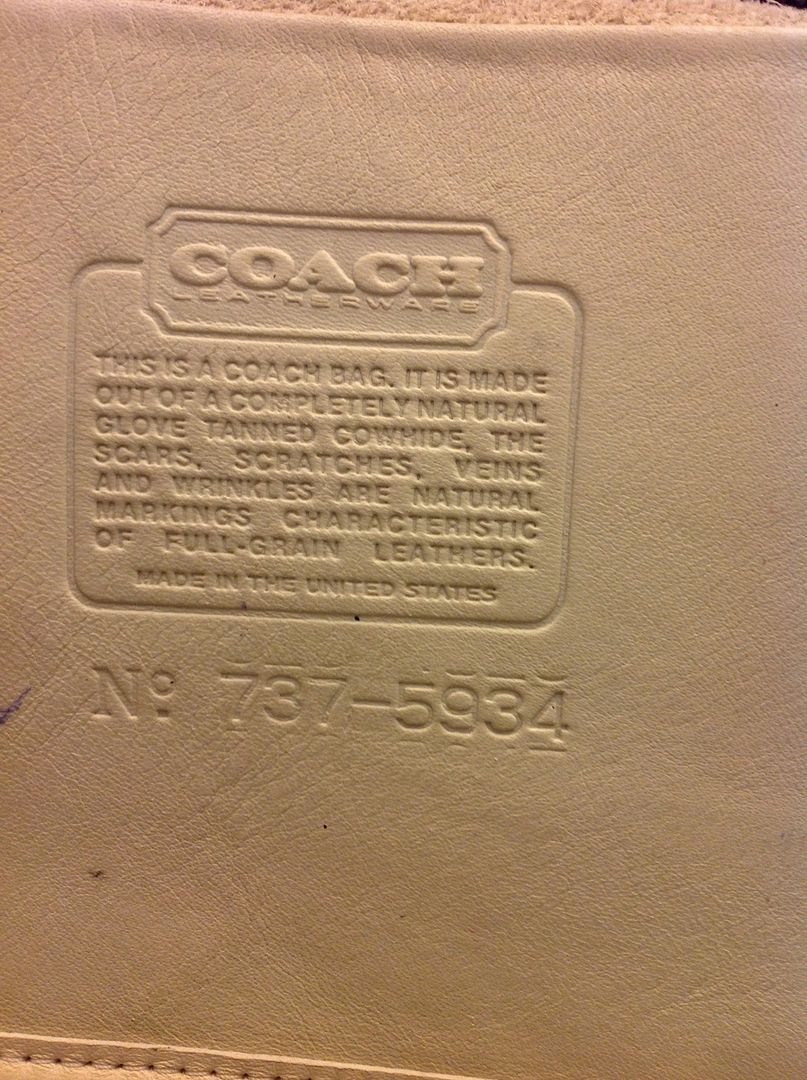 COACH
LEATHERWARE
THIS IS A COACH BAG. IT IS MADE
OUT OF A COMPLETELY NATURAL
GLOVE TANNED COWHIDE, THE
SCARS, SCRATCHES, VEINS
AND WRINKLES ARE NATURAL
MARKINGS CHARACTERISTIC
OF FULL-GRAIN LEATHERS.
MADE IN THE UNITED STATES
Nº 737-5934